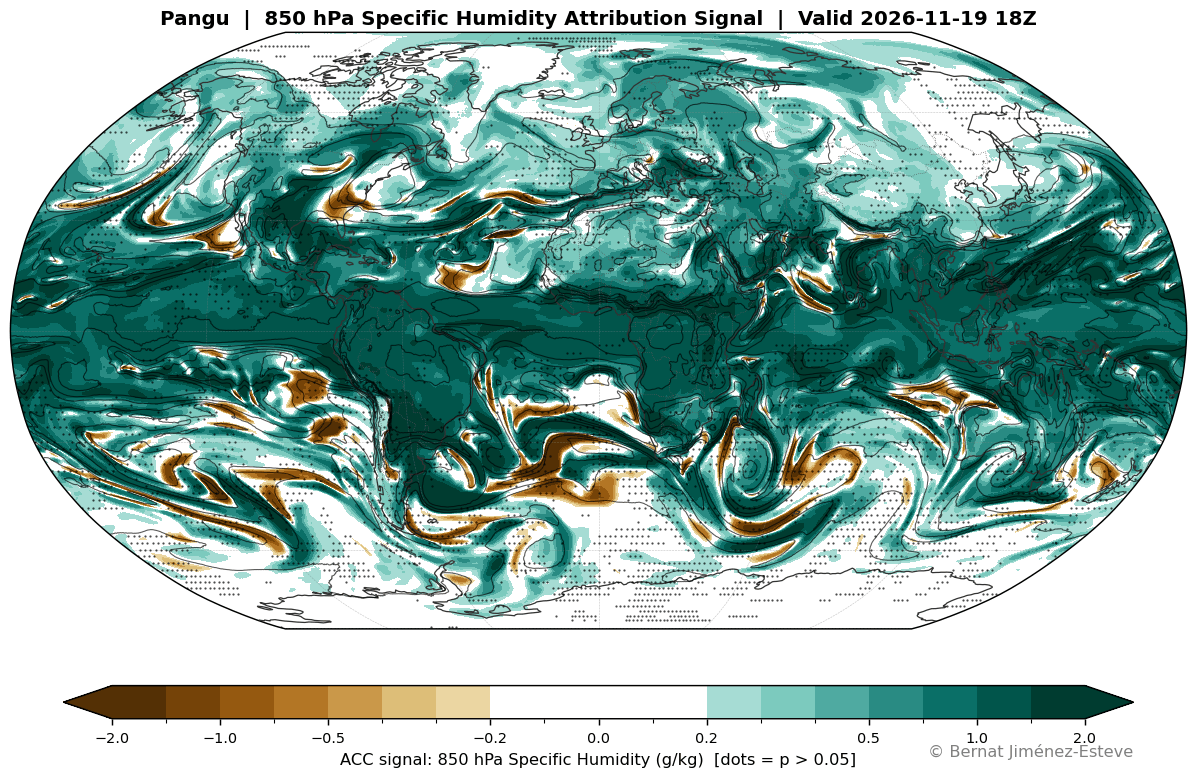 Pangu | 850 hPa Specific Humidity Attribution Signal | Valid 2026-11-19 18Z
−2.0 −1.0 −0.5 −0.2 0.0 0.2 0.5 1.0 2.0
ACC signal: 850 hPa Specific Humidity (g/kg) [dots = p > 0.05]
© Bernat Jiménez-Esteve